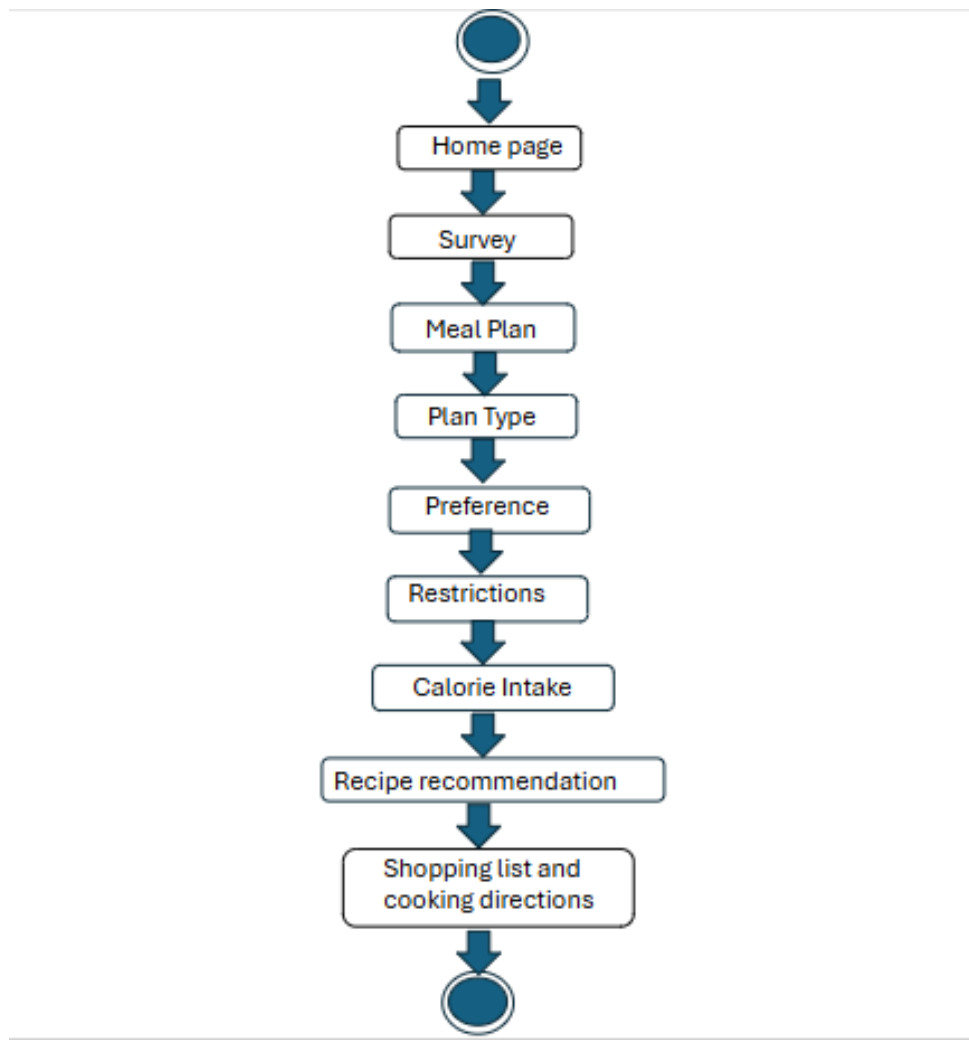 Home page
Survey
Meal Plan
Plan Type
Preference
Restrictions
Calorie Intake
Recipe recommendation
Shopping list and
cooking directions